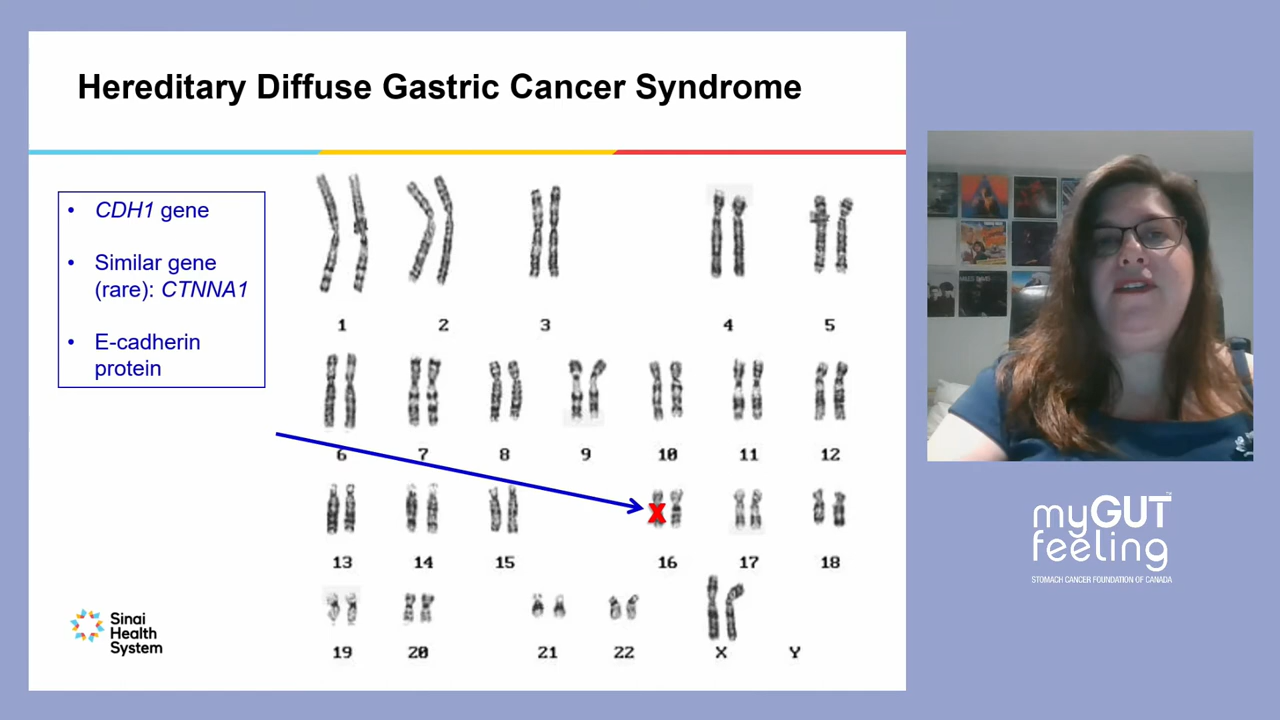 Hereditary Diffuse Gastric Cancer Syndrome
• CDH1 gene
• Similar gene
(rare): CTNNA1
• E-cadherin
protein
1 2 3 4 5
6 7 8 9 10 11 12
13 14 15 16 17 18
19 20 21 22 X Y
X
Sinai
Health
System
myGUT
feeling
STOMACH CANCER FOUNDATION OF CANADA